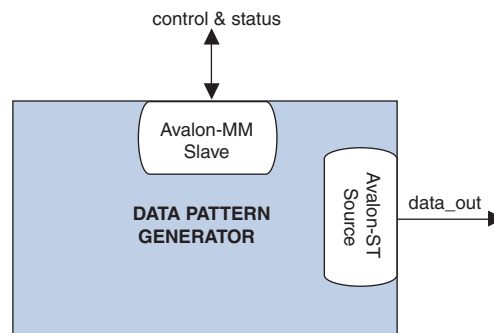 control & status
Avalon-MM
Slave
Avalon-ST
Source
data_out
DATA PATTERN
GENERATOR